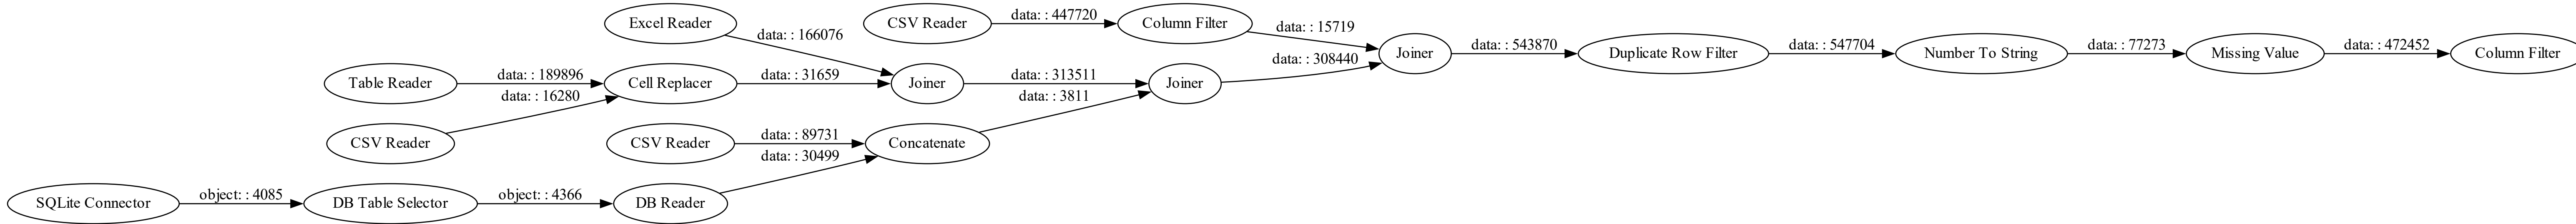 Excel Reader
CSV Reader
data: : 447720
Column Filter
data: : 166076
data: : 15719
Table Reader
data: : 189896
Cell Replacer
data: : 31659
Joiner
data: : 313511
Joiner
data: : 308440
Joiner
data: : 543870
Duplicate Row Filter
data: : 547704
Number To String
data: : 77273
Missing Value
data: : 472452
Column Filter
data: : 16280
data: : 3811
CSV Reader
CSV Reader
data: : 89731
Concatenate
data: : 30499
SQLite Connector
object: : 4085
DB Table Selector
object: : 4366
DB Reader